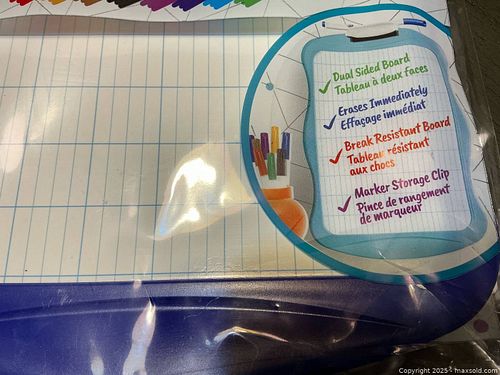 Dual Sided Board
Tableau à deux faces
Erases Immediately
Effaçage immédiat
Break Resistant Board
Tableau résistant
aux chocs
Marker Storage Clip
Pince de rangement
de marqueur
Copyright 2025 - maxsold.com